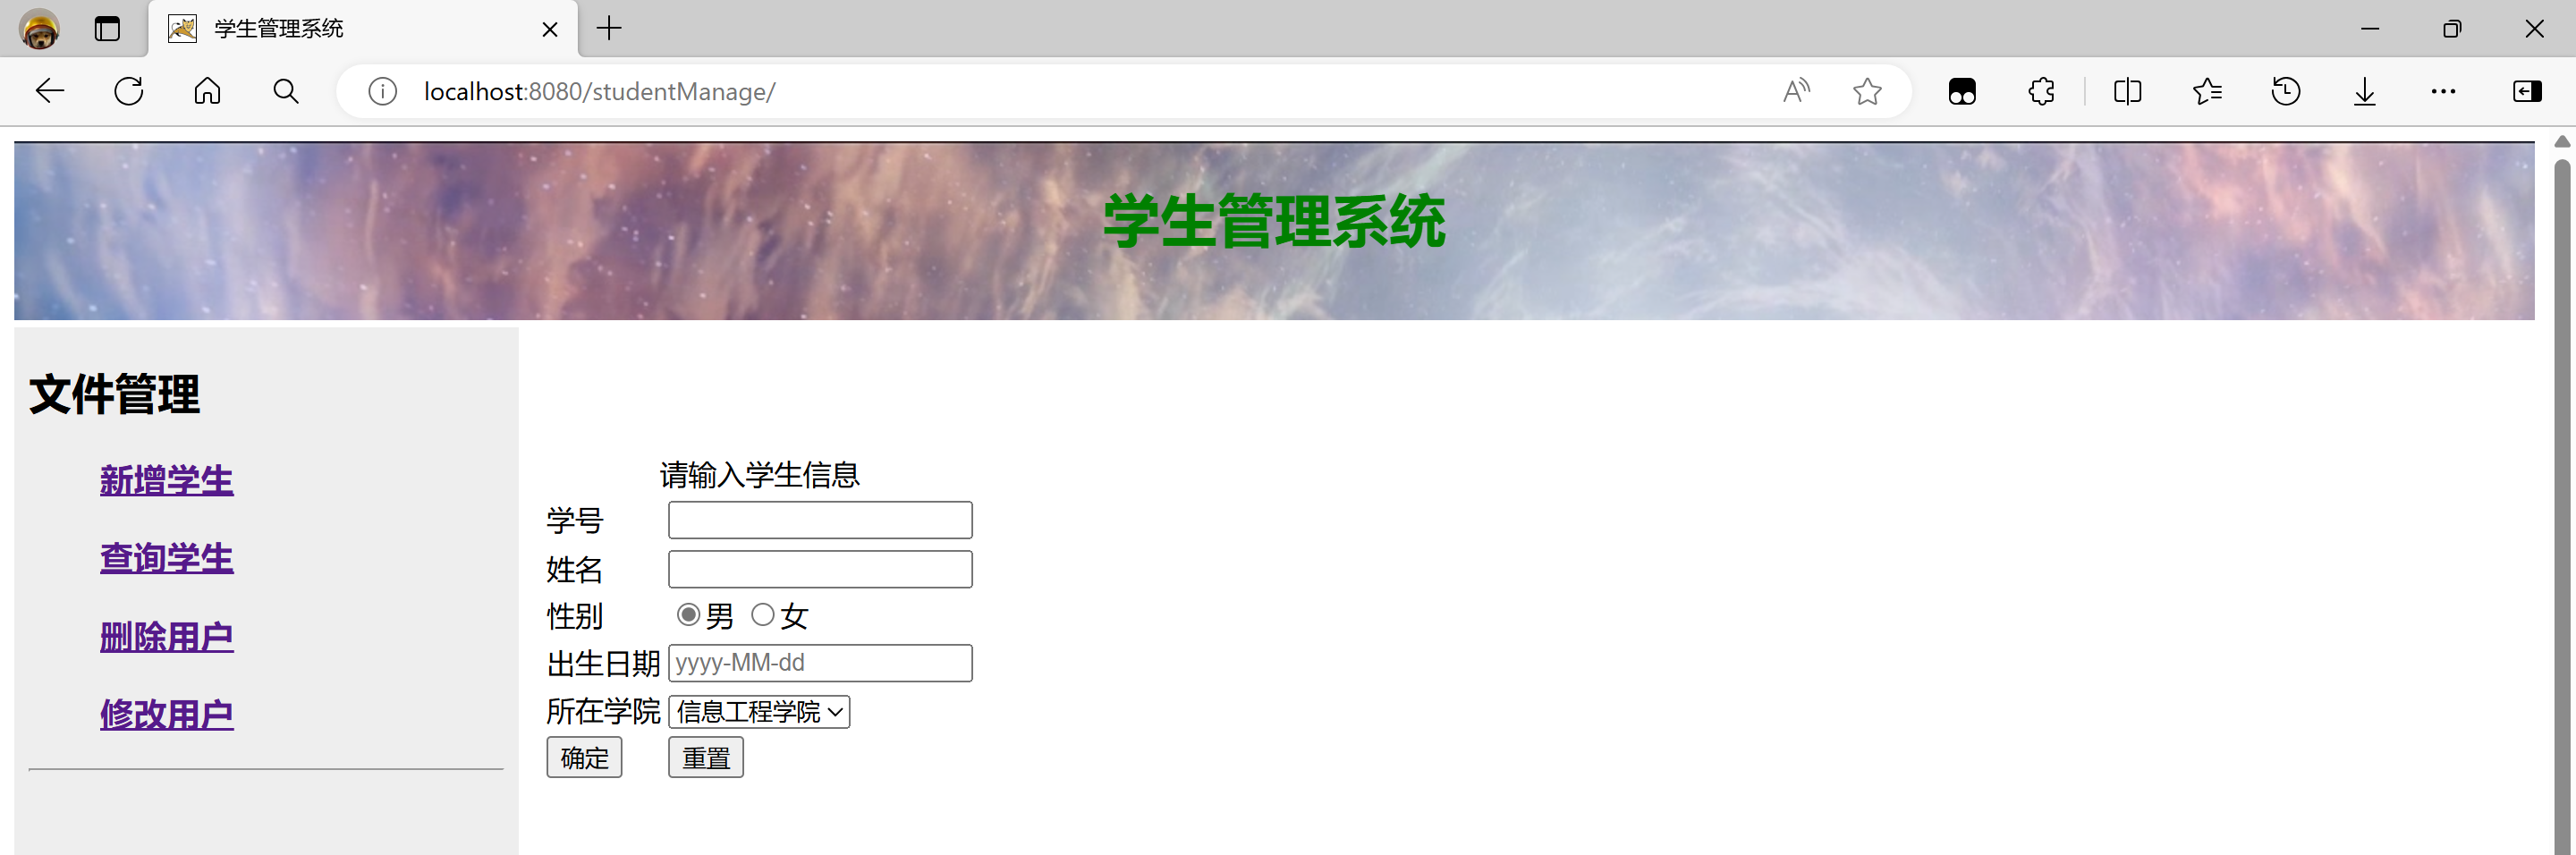 学生管理系统
localhost:8080/studentManage/
学生管理系统
文件管理
新增学生
查询学生
删除用户
修改用户
请输入学生信息
学号
姓名
性别 男 女
出生日期 yyyy-MM-dd
所在学院 信息工程学院
确定 重置